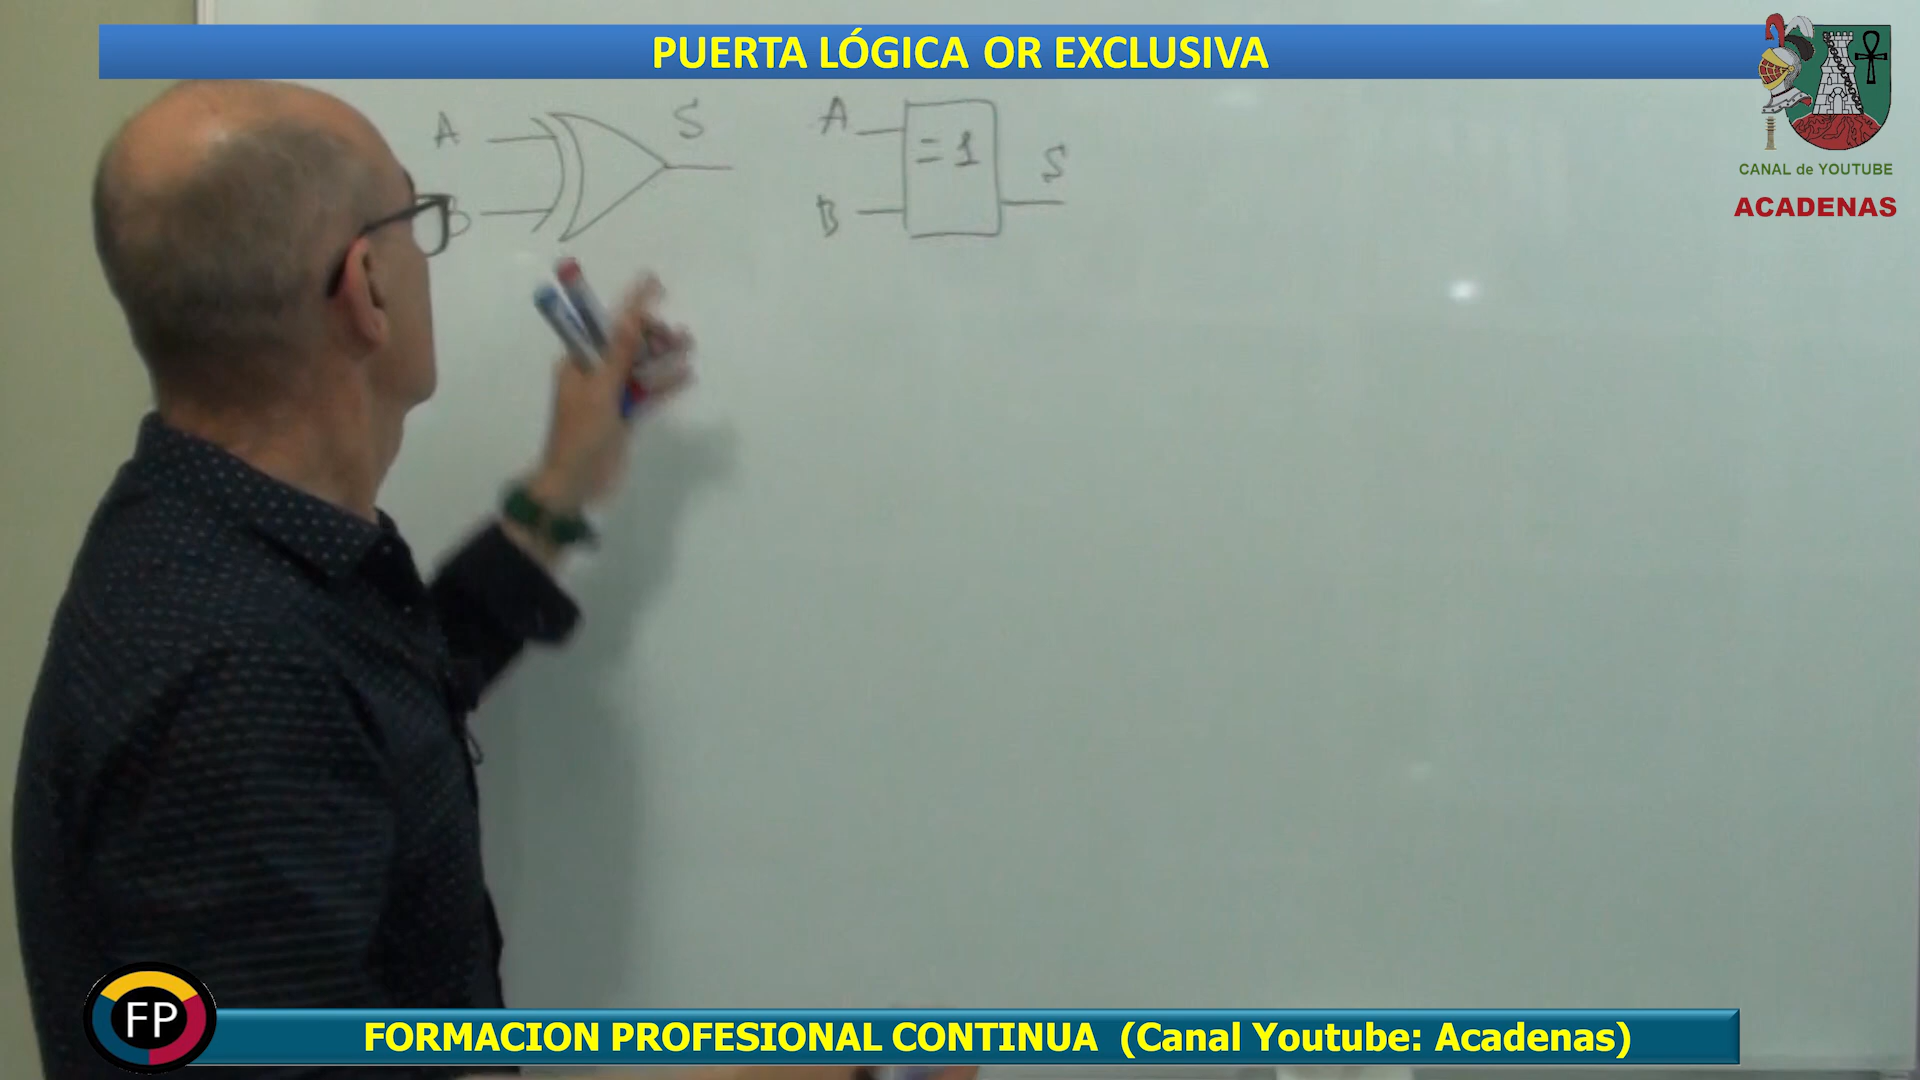 PUERTA LÓGICA OR EXCLUSIVA
CANAL de YOUTUBE
ACADENAS
A S
B
A
=1 S
B
FP
FORMACION PROFESIONAL CONTINUA (Canal Youtube: Acadenas)